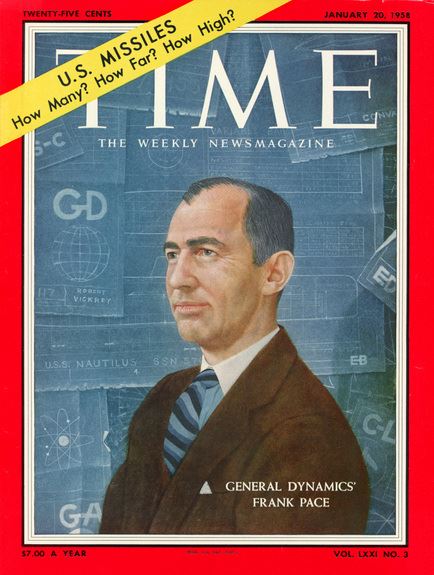 TWENTY-FIVE CENTS
JANUARY 20, 1958
U.S. MISSILES
How Many? How Far? How High?
TIME
THE WEEKLY NEWSMAGAZINE
S-C
GD
ROBERT
VICKREY
U.S.S. NAUTILUS SSN 571
EB
GENERAL DYNAMICS'
FRANK PACE
GA
$7.00 A YEAR
VOL. LXXI NO. 3